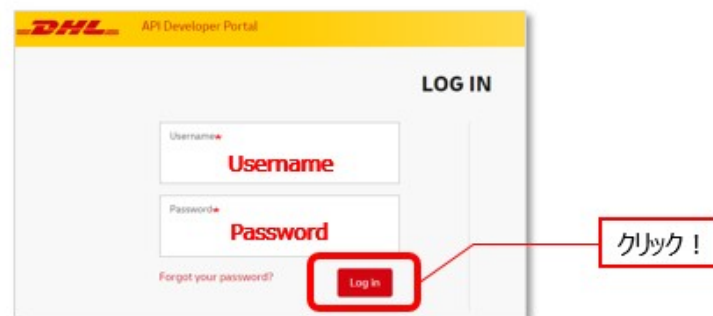 DHL API Developer Portal
LOG IN
Username*
Username
Password*
Password
クリック！
Forgot your password?
Log in